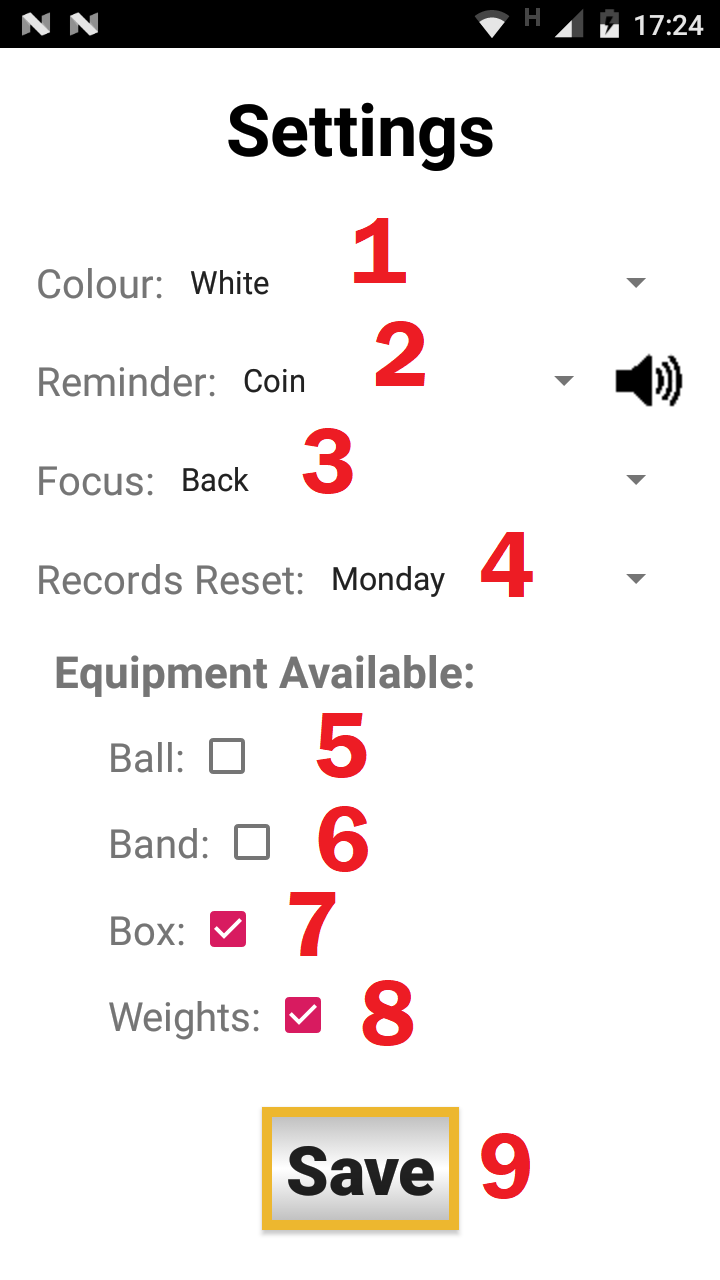 H 17:24
Settings
1
Colour: White
2
Reminder: Coin
3
Focus: Back
4
Records Reset: Monday
Equipment Available:
Ball: 5
Band: 6
Box: 7
Weights: 8
Save 9